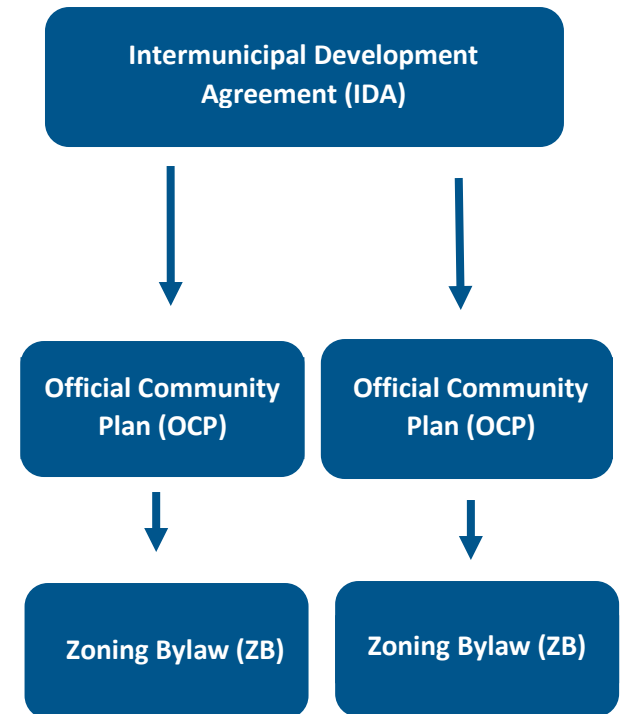 Intermunicipal Development
Agreement (IDA)
Official Community
Plan (OCP)
Official Community
Plan (OCP)
Zoning Bylaw (ZB)
Zoning Bylaw (ZB)